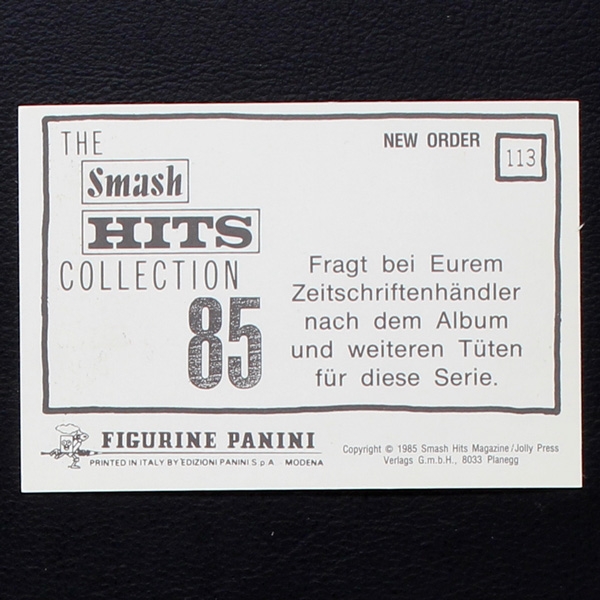 THE
Smash
HITS
COLLECTION
85
NEW ORDER
113
Fragt bei Eurem
Zeitschriftenhändler
nach dem Album
und weiteren Tüten
für diese Serie.
FIGURINE PANINI
PRINTED IN ITALY BY EDIZIONI PANINI S.p.A. - MODENA
Copyright © 1985 Smash Hits Magazine/Jolly Press
Verlags G.m.b.H., 8033 Planegg